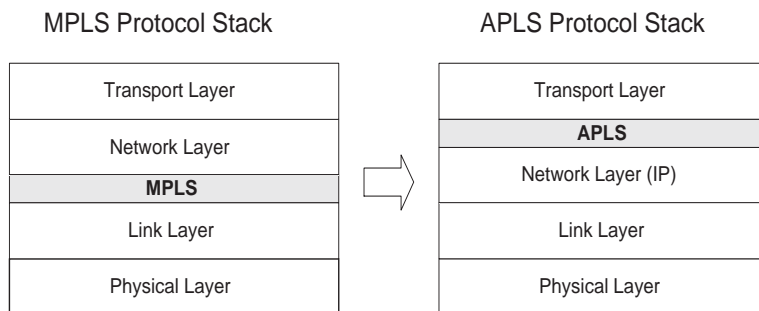 MPLS Protocol Stack
Transport Layer
Network Layer
MPLS
Link Layer
Physical Layer
APLS Protocol Stack
Transport Layer
APLS
Network Layer (IP)
Link Layer
Physical Layer